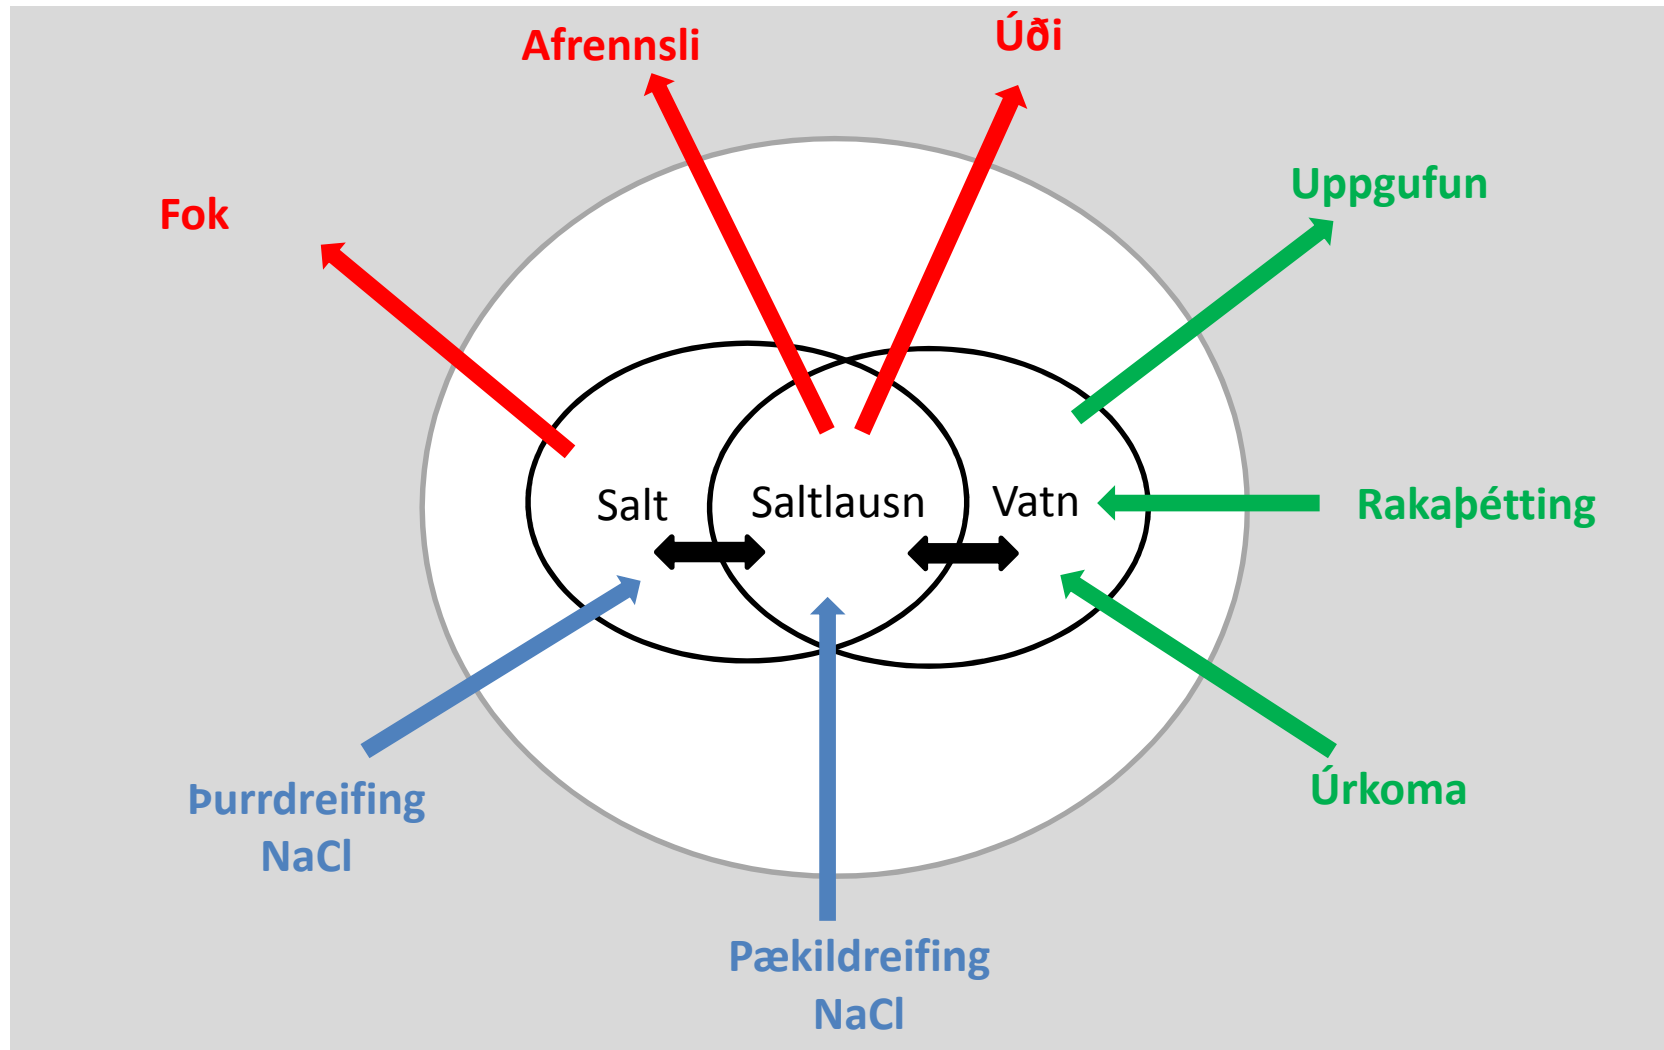 Afrennsli
Úði
Fok
Uppgufun
Salt
Saltlausn
Vatn
Rakaþétting
Þurrdreifing
NaCl
Úrkoma
Pækildreifing
NaCl